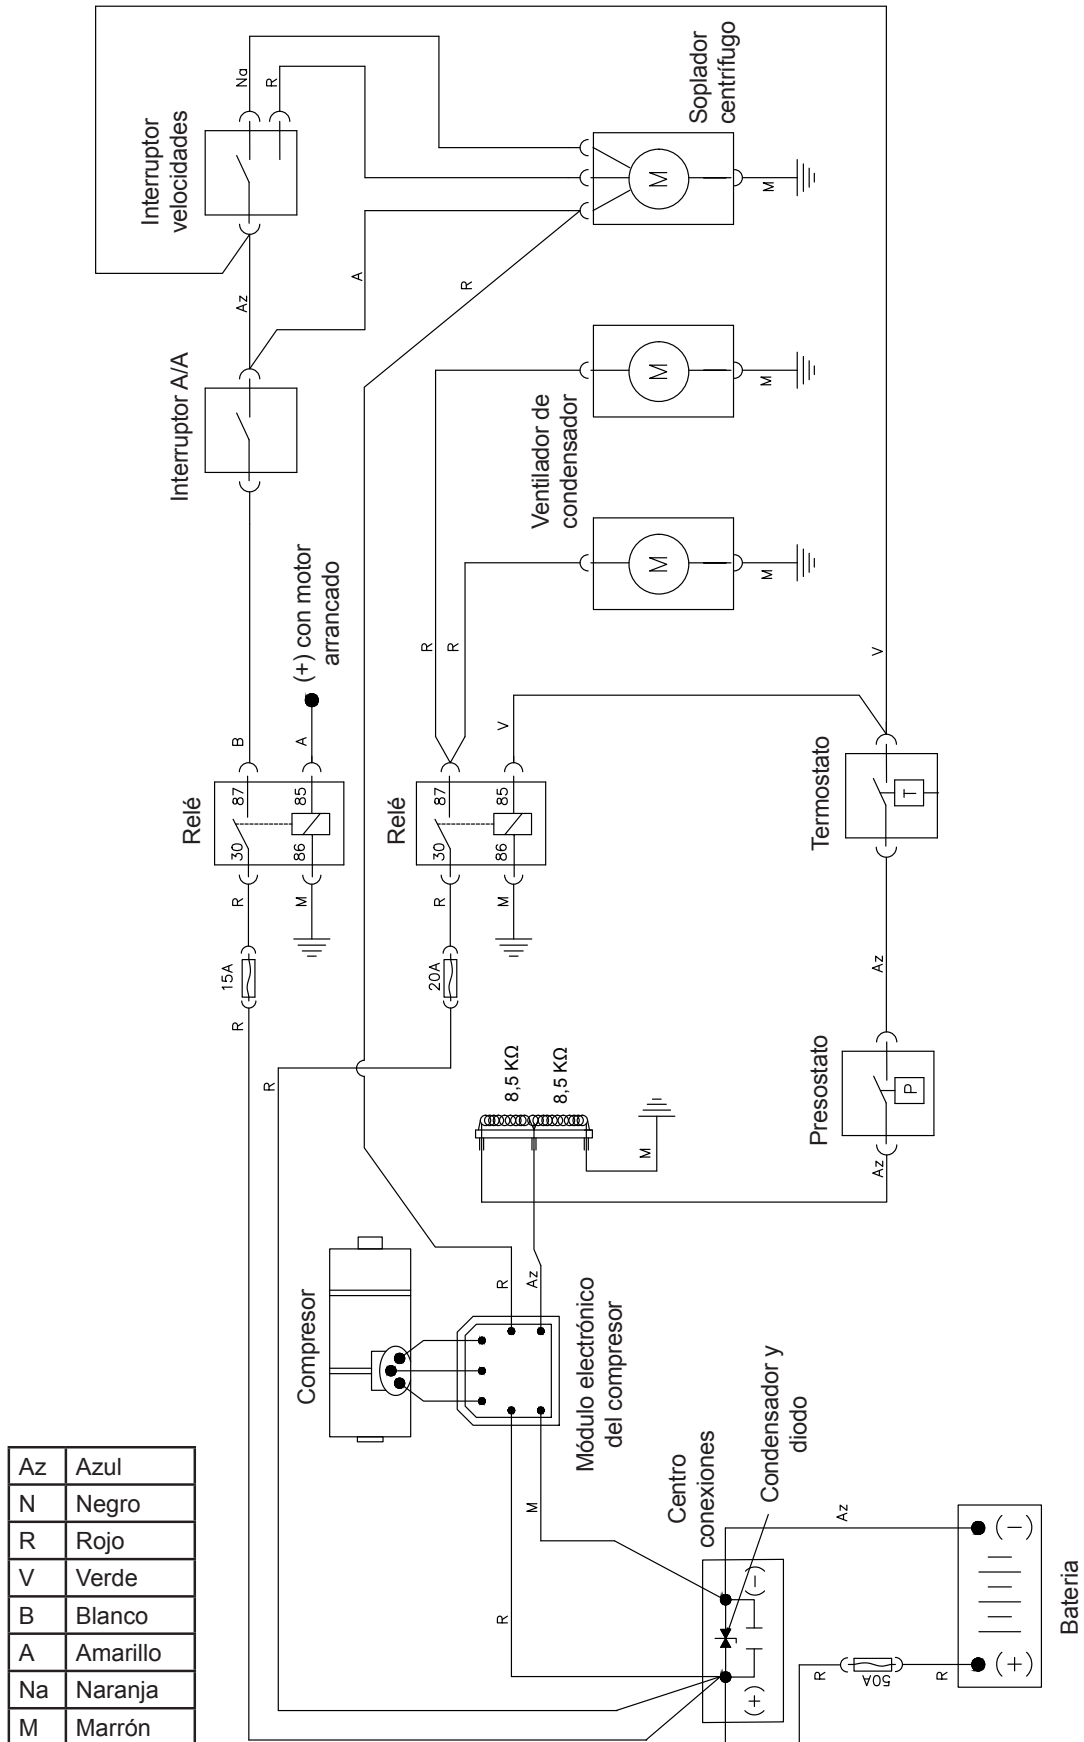 Na
R
Interruptor
velocidades
Soplador
centrífugo
M
M
Az
A
R
Interruptor A/A
Ventilador de
condensador
M
M
M
M
(+) con motor
arrancado
R
R
B
A
V
V
Relé
87
85
30
86
Relé
87
85
30
86
Termostato
T
R
M
R
M
15A
20A
R
R
Az
8,5 KΩ
8,5 KΩ
M
Presostato
P
Az
Compresor
R
Az
Módulo electrónico
del compresor
M
R
Centro
conexiones
Condensador y
diodo
(-)
(+)
Az
R
50A
R
(-)
(+)
Bateria
Az Azul
N Negro
R Rojo
V Verde
B Blanco
A Amarillo
Na Naranja
M Marrón